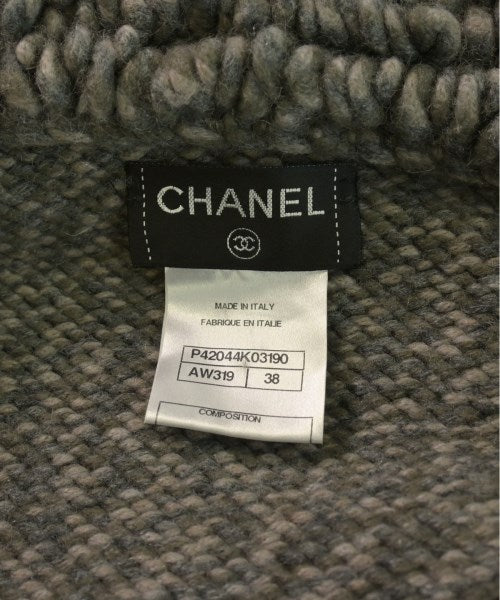 CHANEL
MADE IN ITALY
FABRIQUE EN ITALIE
P42044K03190
AW319 38
COMPOSITION